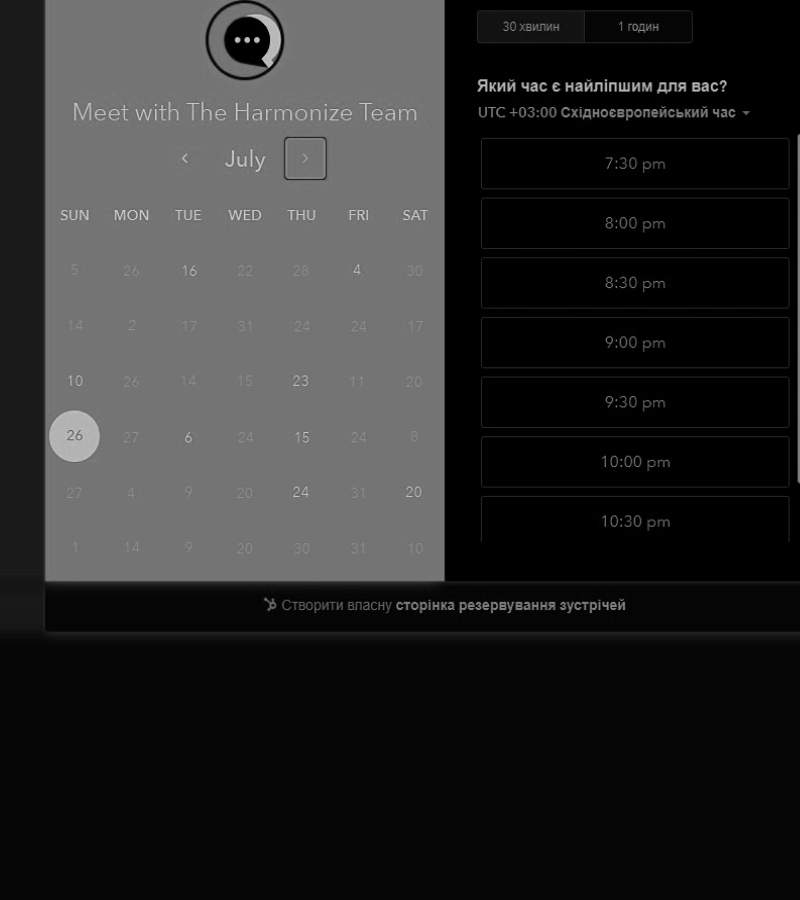 Meet with The Harmonize Team
July
SUN MON TUE WED THU FRI SAT
5 26 16 22 28 4 30
14 2 17 31 24 24 17
10 26 14 15 23 11 20
26 27 6 24 15 24 8
27 4 9 20 24 31 20
1 14 9 20 30 31 10
30 хвилин 1 годин
Який час є найліпшим для вас?
UTC +03:00 Східноєвропейський час
7:30 pm
8:00 pm
8:30 pm
9:00 pm
9:30 pm
10:00 pm
10:30 pm
Створити власну сторінка резервування зустрічей